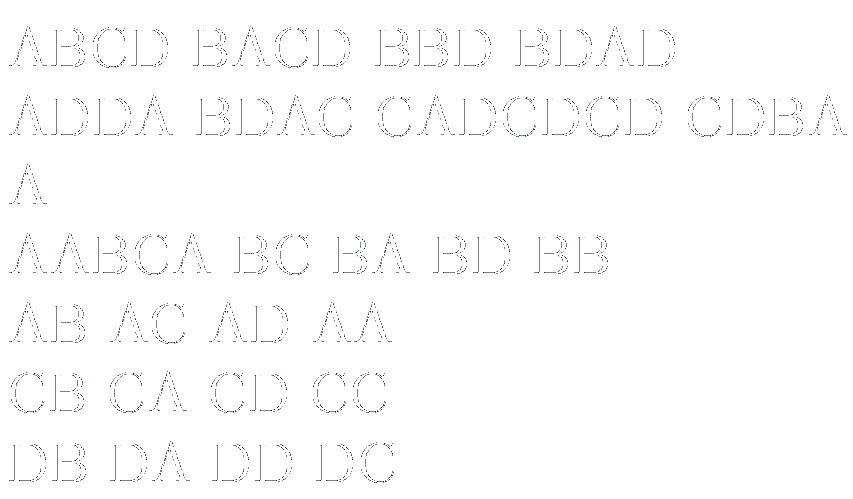 ABCD BACD BBD BDAD
ADDA BDAC CADCDCD CDBA
A
AABCA BC BA BD BB
AB AC AD AA
CB CA CD CC
DB DA DD DC